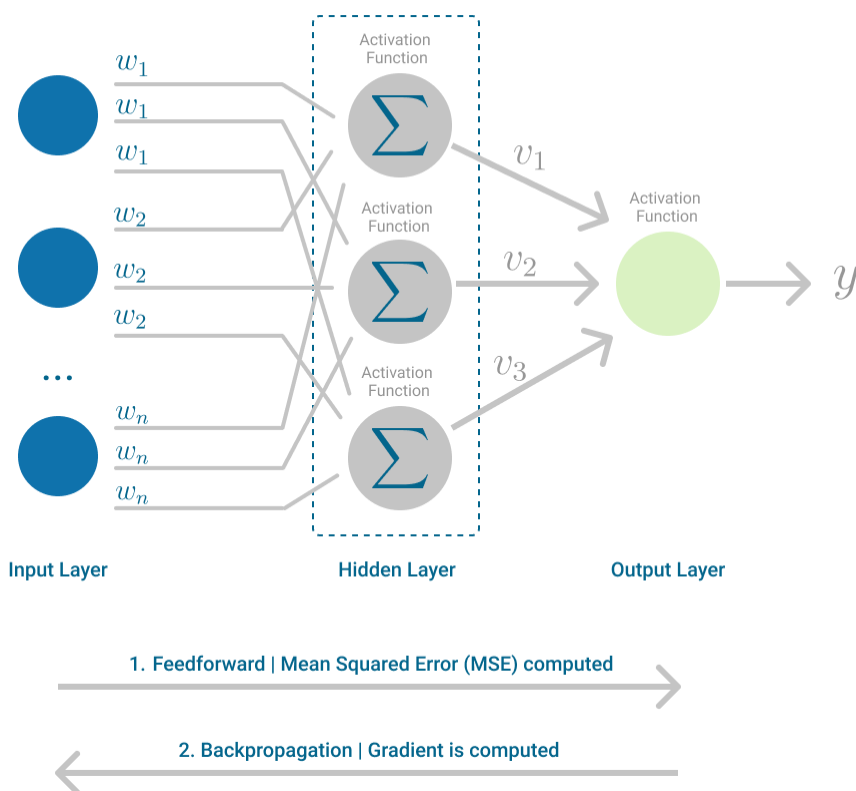 Activation
Function
w₁
w₁
w₁
w₂
w₂
w₂
...
wₙ
wₙ
wₙ
Σ
Activation
Function
Σ
Activation
Function
Σ
v₁
v₂
v₃
Activation
Function
y
Input Layer
Hidden Layer
Output Layer
1. Feedforward | Mean Squared Error (MSE) computed
2. Backpropagation | Gradient is computed